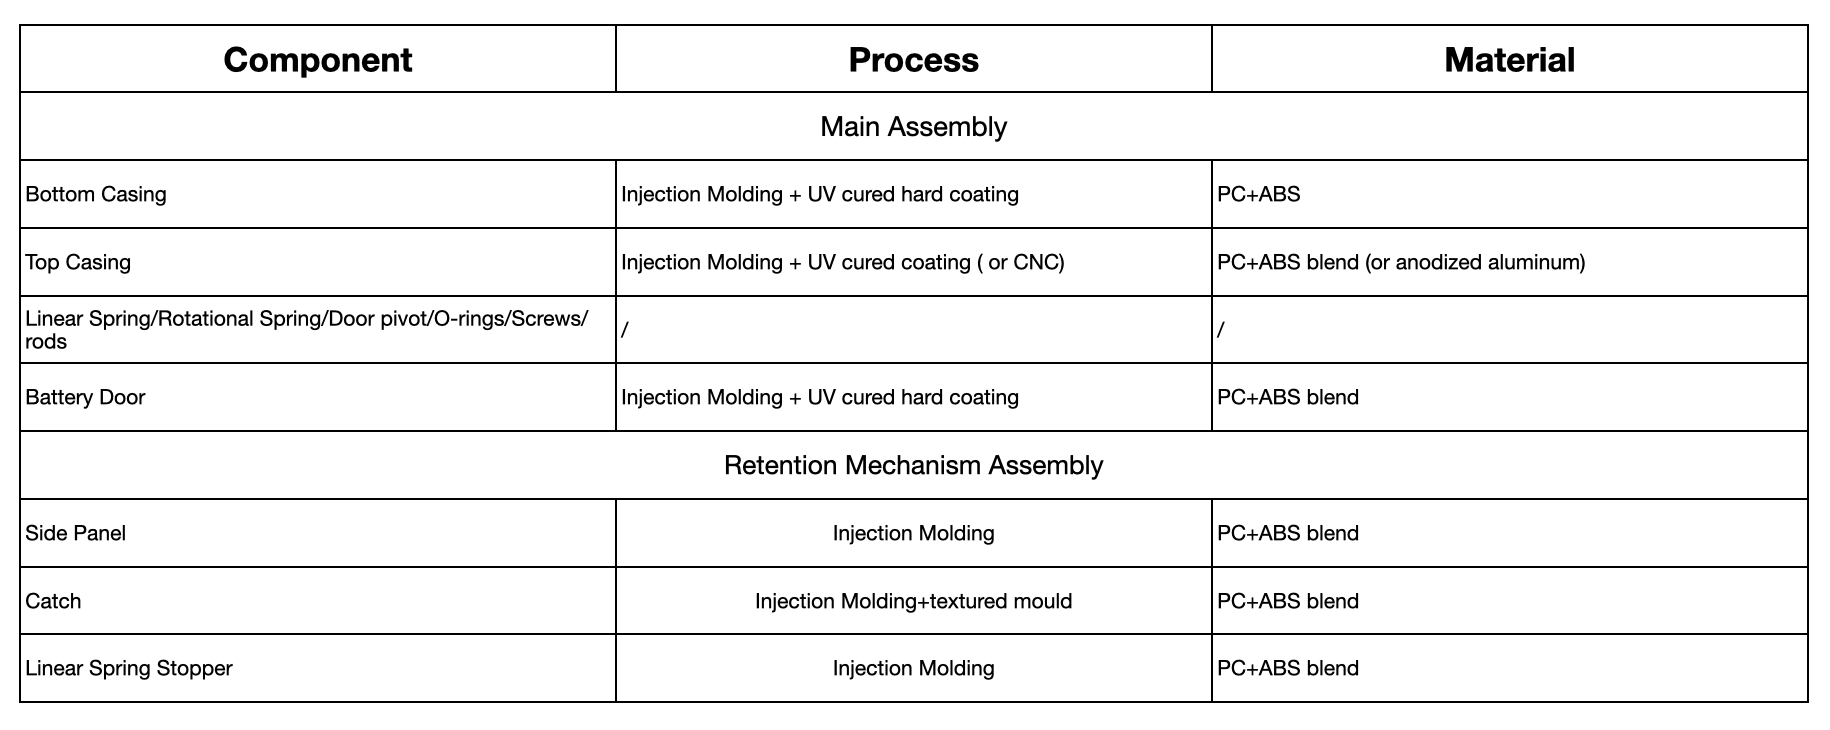 Component Process Material
Main Assembly
Bottom Casing Injection Molding + UV cured hard coating PC+ABS
Top Casing Injection Molding + UV cured coating ( or CNC) PC+ABS blend (or anodized aluminum)
Linear Spring/Rotational Spring/Door pivot/O-rings/Screws/
rods / /
Battery Door Injection Molding + UV cured hard coating PC+ABS blend
Retention Mechanism Assembly
Side Panel Injection Molding PC+ABS blend
Catch Injection Molding+textured mould PC+ABS blend
Linear Spring Stopper Injection Molding PC+ABS blend